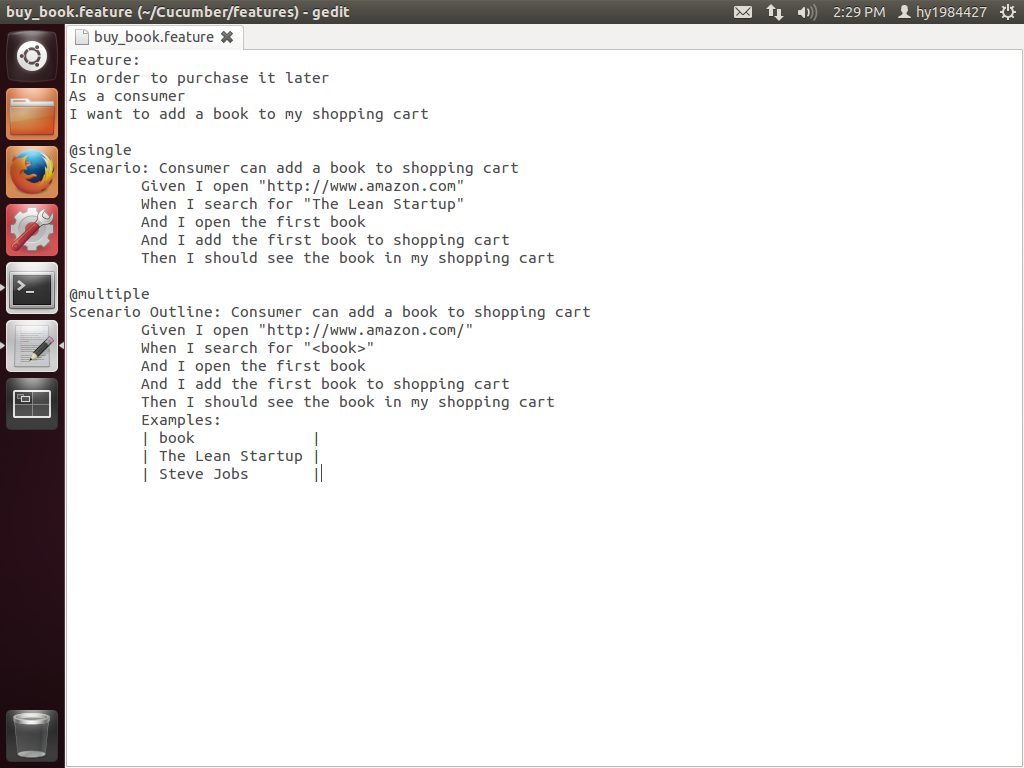 buy_book.feature (~/Cucumber/features) - gedit
2:29 PM
hy1984427
buy_book.feature
Feature:
In order to purchase it later
As a consumer
I want to add a book to my shopping cart
@single
Scenario: Consumer can add a book to shopping cart
Given I open "http://www.amazon.com"
When I search for "The Lean Startup"
And I open the first book
And I add the first book to shopping cart
Then I should see the book in my shopping cart
@multiple
Scenario Outline: Consumer can add a book to shopping cart
Given I open "http://www.amazon.com/"
When I search for "<book>"
And I open the first book
And I add the first book to shopping cart
Then I should see the book in my shopping cart
Examples:
| book             |
| The Lean Startup |
| Steve Jobs       |